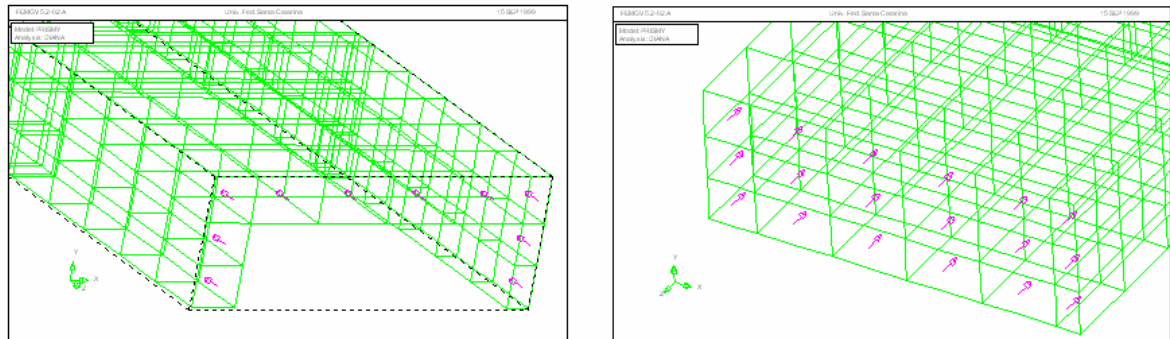 FEMGV 5.2-02.A Univ. Fed. Santa Catarina 15 SEP 1999
Model: PRISMY
Analysis: DIANA
Y
X
Z
FEMGV 5.2-02.A Univ. Fed. Santa Catarina 15 SEP 1999
Model: PRISMY
Analysis: DIANA
Y
Z X